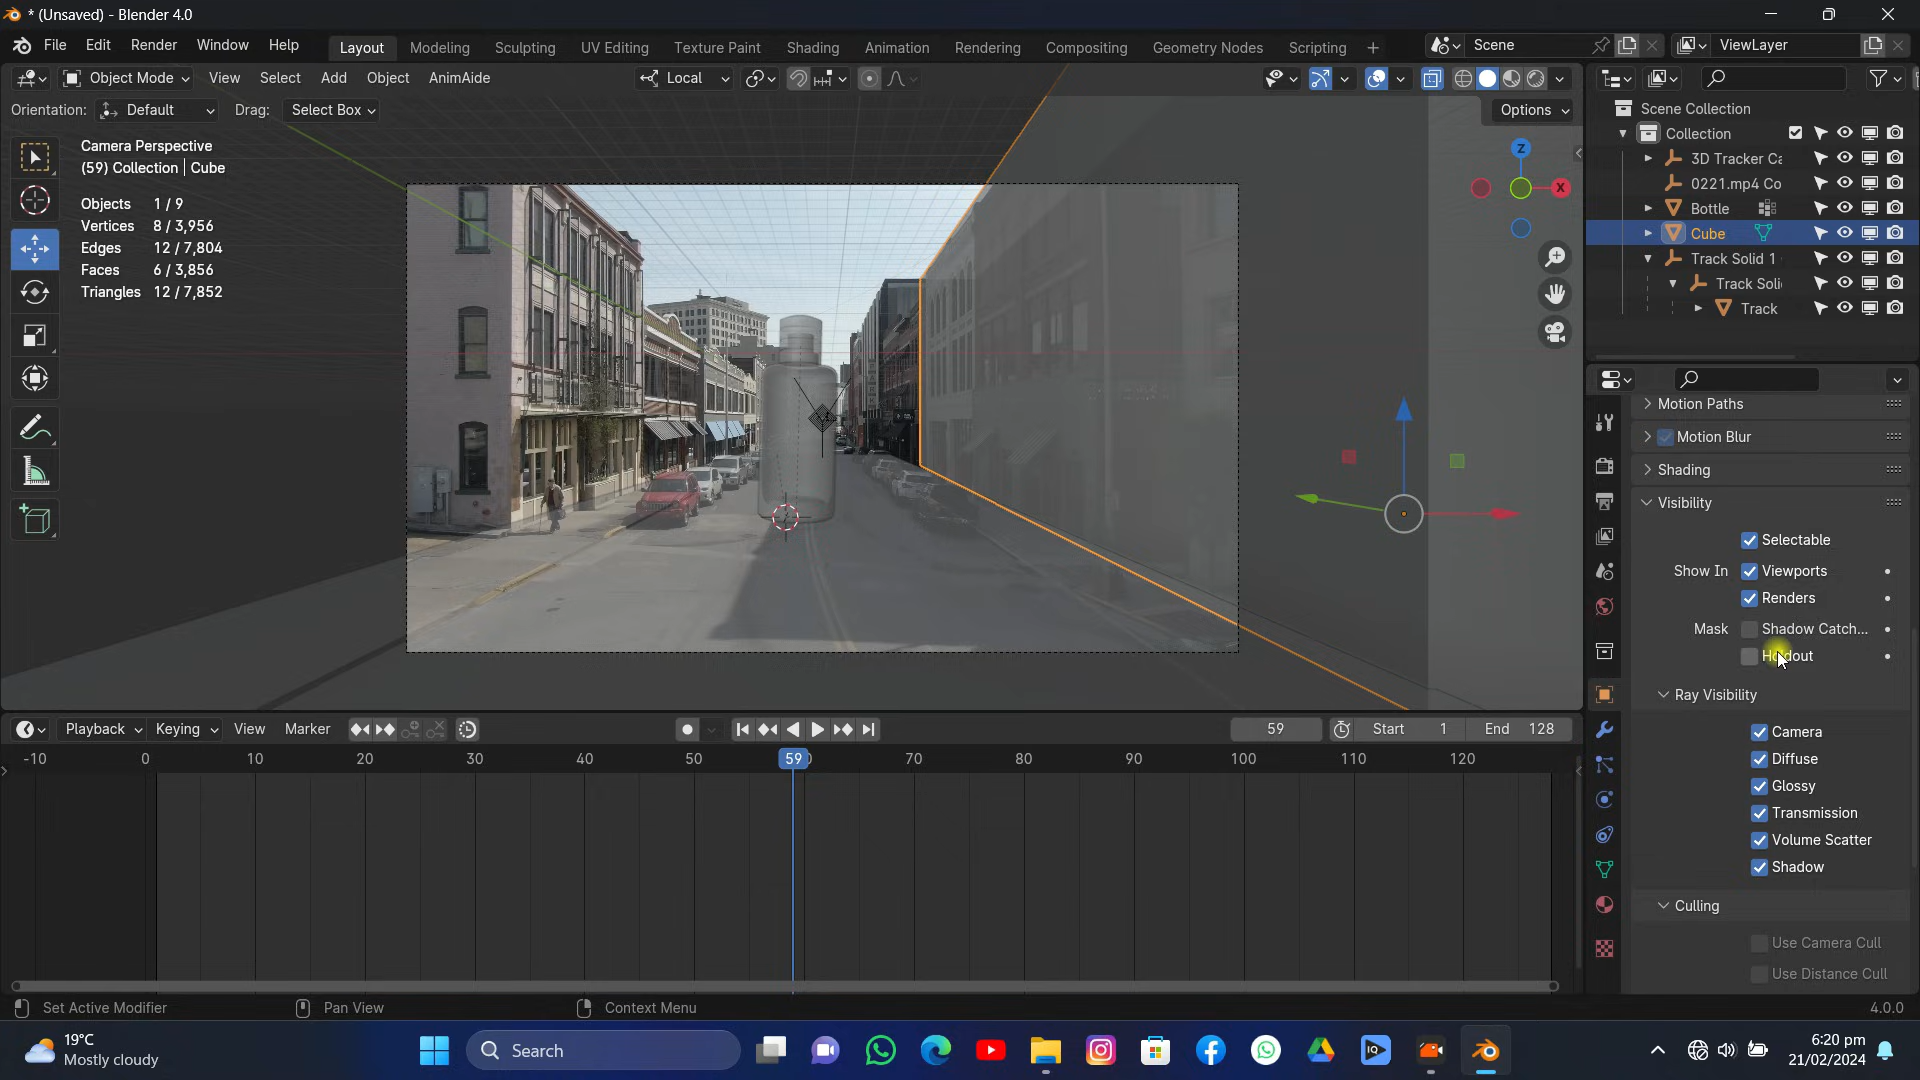 * (Unsaved) - Blender 4.0
File Edit Render Window Help
Layout Modeling Sculpting UV Editing Texture Paint Shading Animation Rendering Compositing Geometry Nodes Scripting +
Scene
ViewLayer
Object Mode View Select Add Object AnimAide
Local
Orientation: Default Drag: Select Box
Options
Camera Perspective
(59) Collection | Cube
Objects 1 / 9
Vertices 8 / 3,956
Edges 12 / 7,804
Faces 6 / 3,856
Triangles 12 / 7,852
Z
X
Scene Collection
Collection
3D Tracker Ca
0221.mp4 Co
Bottle
Cube
Track Solid 1
Track Soli
Track
Motion Paths
Motion Blur
Shading
Visibility
Selectable
Show In Viewports
Renders
Mask Shadow Catch...
Holdout
Ray Visibility
Camera
Diffuse
Glossy
Transmission
Volume Scatter
Shadow
Culling
Use Camera Cull
Use Distance Cull
Playback Keying View Marker
59 Start 1 End 128
-10 0 10 20 30 40 50 59 70 80 90 100 110 120
Set Active Modifier Pan View Context Menu 4.0.0
19°C
Mostly cloudy
Search
6:20 pm
21/02/2024